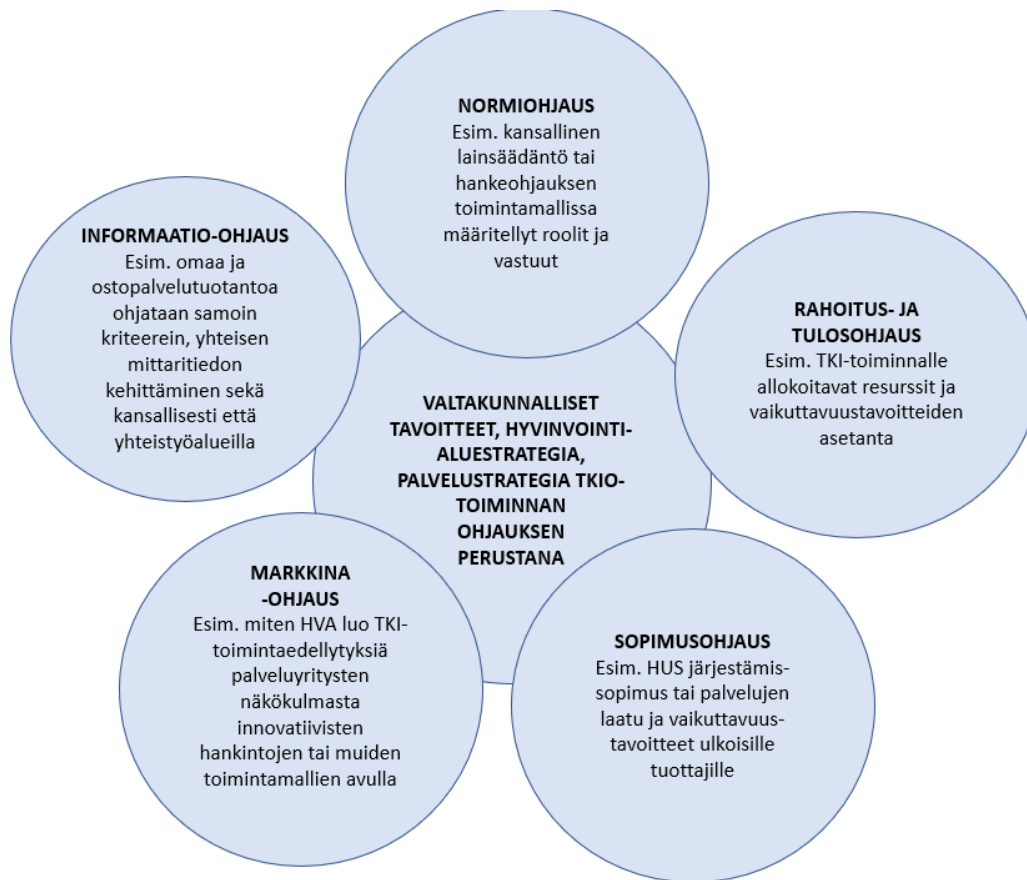 NORMIOHJAUS
Esim. kansallinen
lainsäädäntö tai
hankeohjauksen
toimintamallissa
määritellyt roolit ja
vastuut
INFORMAATIO-OHJAUS
Esim. omaa ja
ostopalvelutuotantoa
ohjataan samoin
kriteerein, yhteisen
mittaritiedon
kehittäminen sekä
kansallisesti että
yhteistyöalueilla
RAHOITUS- JA
TULOSOHJAUS
Esim. TKI-toiminnalle
allokoitavat resurssit ja
vaikuttavuustavoitteiden
asetanta
VALTAKUNNALLISET
TAVOITTEET, HYVINVOINTI-
ALUESTRATEGIA,
PALVELUSTRATEGIA TKIO-
TOIMINNAN
OHJAUKSEN
PERUSTANA
MARKKINA
-OHJAUS
Esim. miten HVA luo TKI-
toimintaedellytyksiä
palveluyritysten
näkökulmasta
innovatiivisten
hankintojen tai muiden
toimintamallien avulla
SOPIMUSOHJAUS
Esim. HUS järjestämis-
sopimus tai palvelujen
laatu ja vaikuttavuus-
tavoitteet ulkoisille
tuottajille